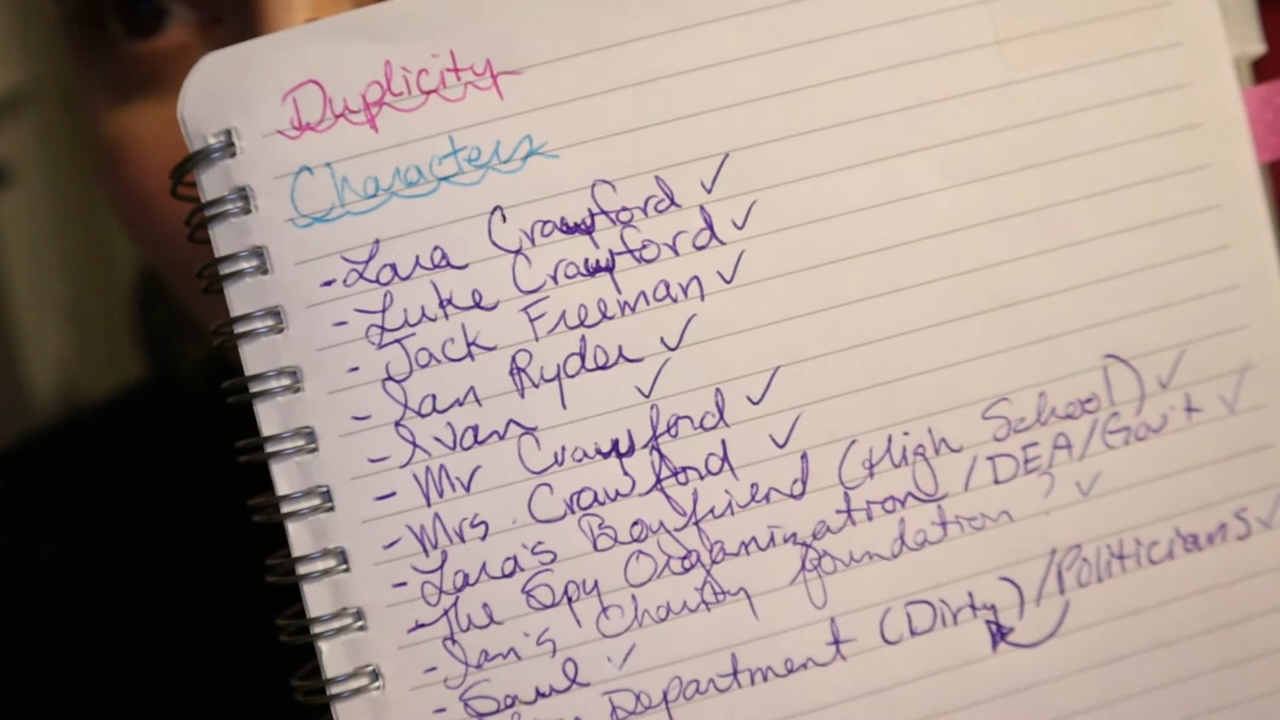 Duplicity
Characters
- Lara Crawford ✓
- Luke Crawford ✓
- Jack Freeman ✓
- Ian Ryder ✓
- Ivan ✓
- Mr Crawford ✓
- Mrs. Crawford ✓
- Lara's Boyfriend (High School) ✓
- The Spy Organization/DEA/Gov't ✓
- Ian's Charity foundation? ✓
- Saul ✓
Department (Dirty)/Politicians ✓